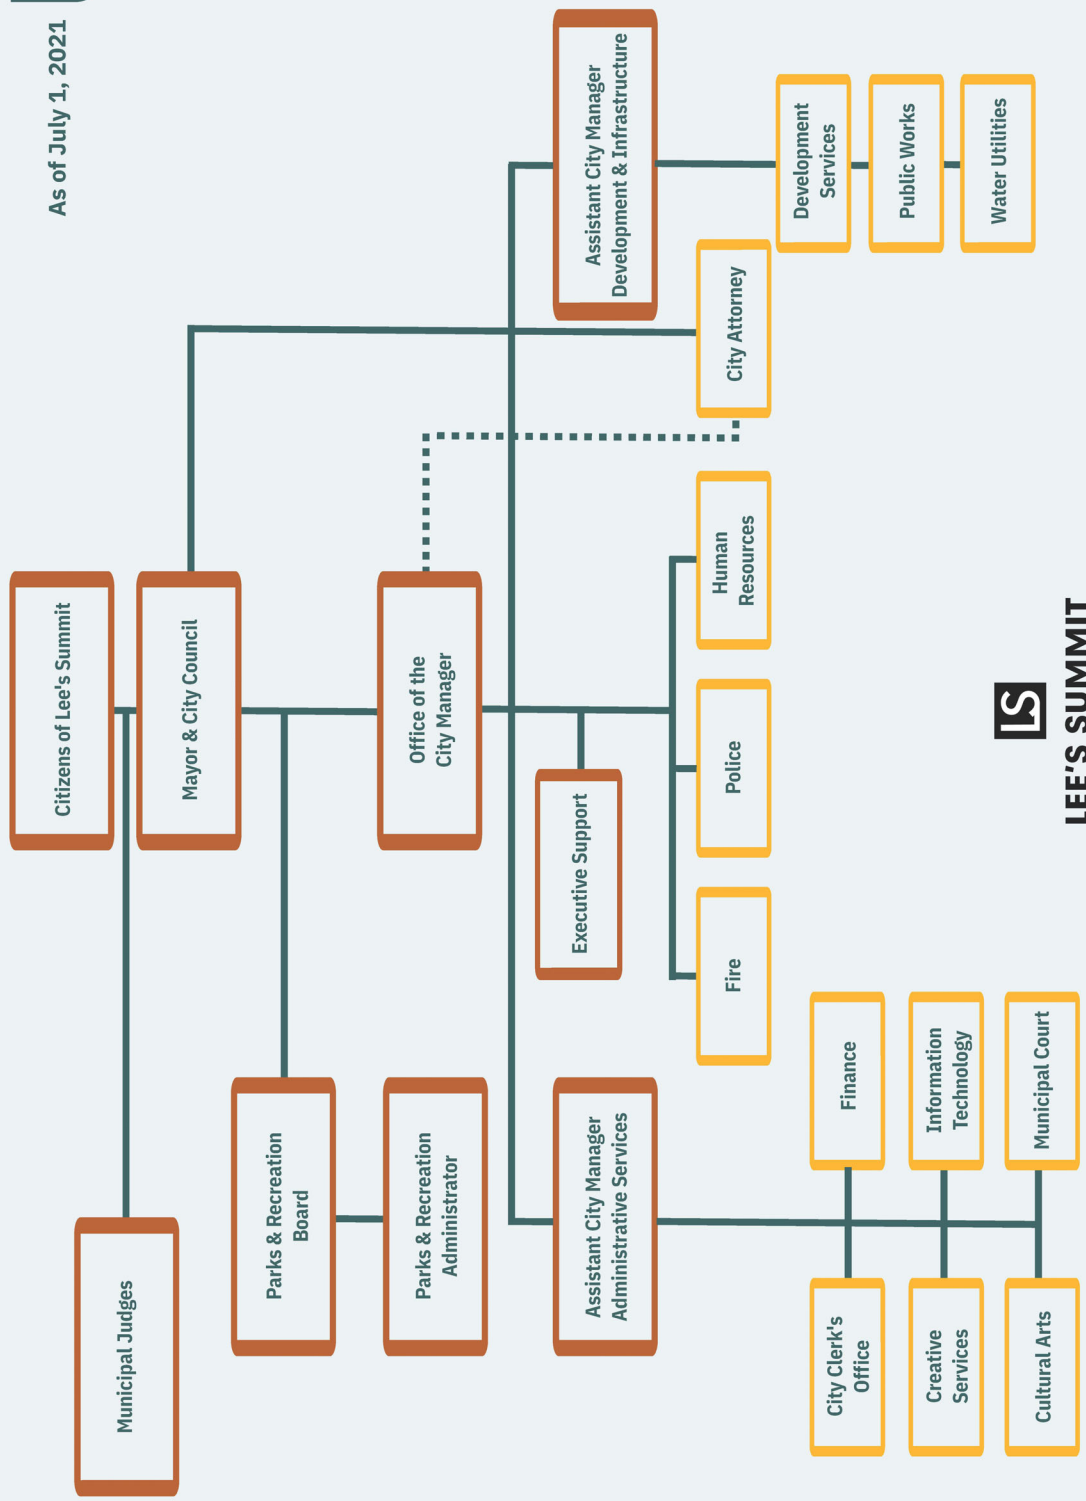 As of July 1, 2021
Citizens of Lee's Summit
Municipal Judges
Mayor & City Council
Parks & Recreation
Board
Parks & Recreation
Administrator
Office of the
City Manager
Executive Support
Assistant City Manager
Administrative Services
Assistant City Manager
Development & Infrastructure
Fire
Police
Human
Resources
City Attorney
City Clerk's
Office
Finance
Creative
Services
Information
Technology
Cultural Arts
Municipal Court
Development
Services
Public Works
Water Utilities
LS
LEE'S SUMMIT